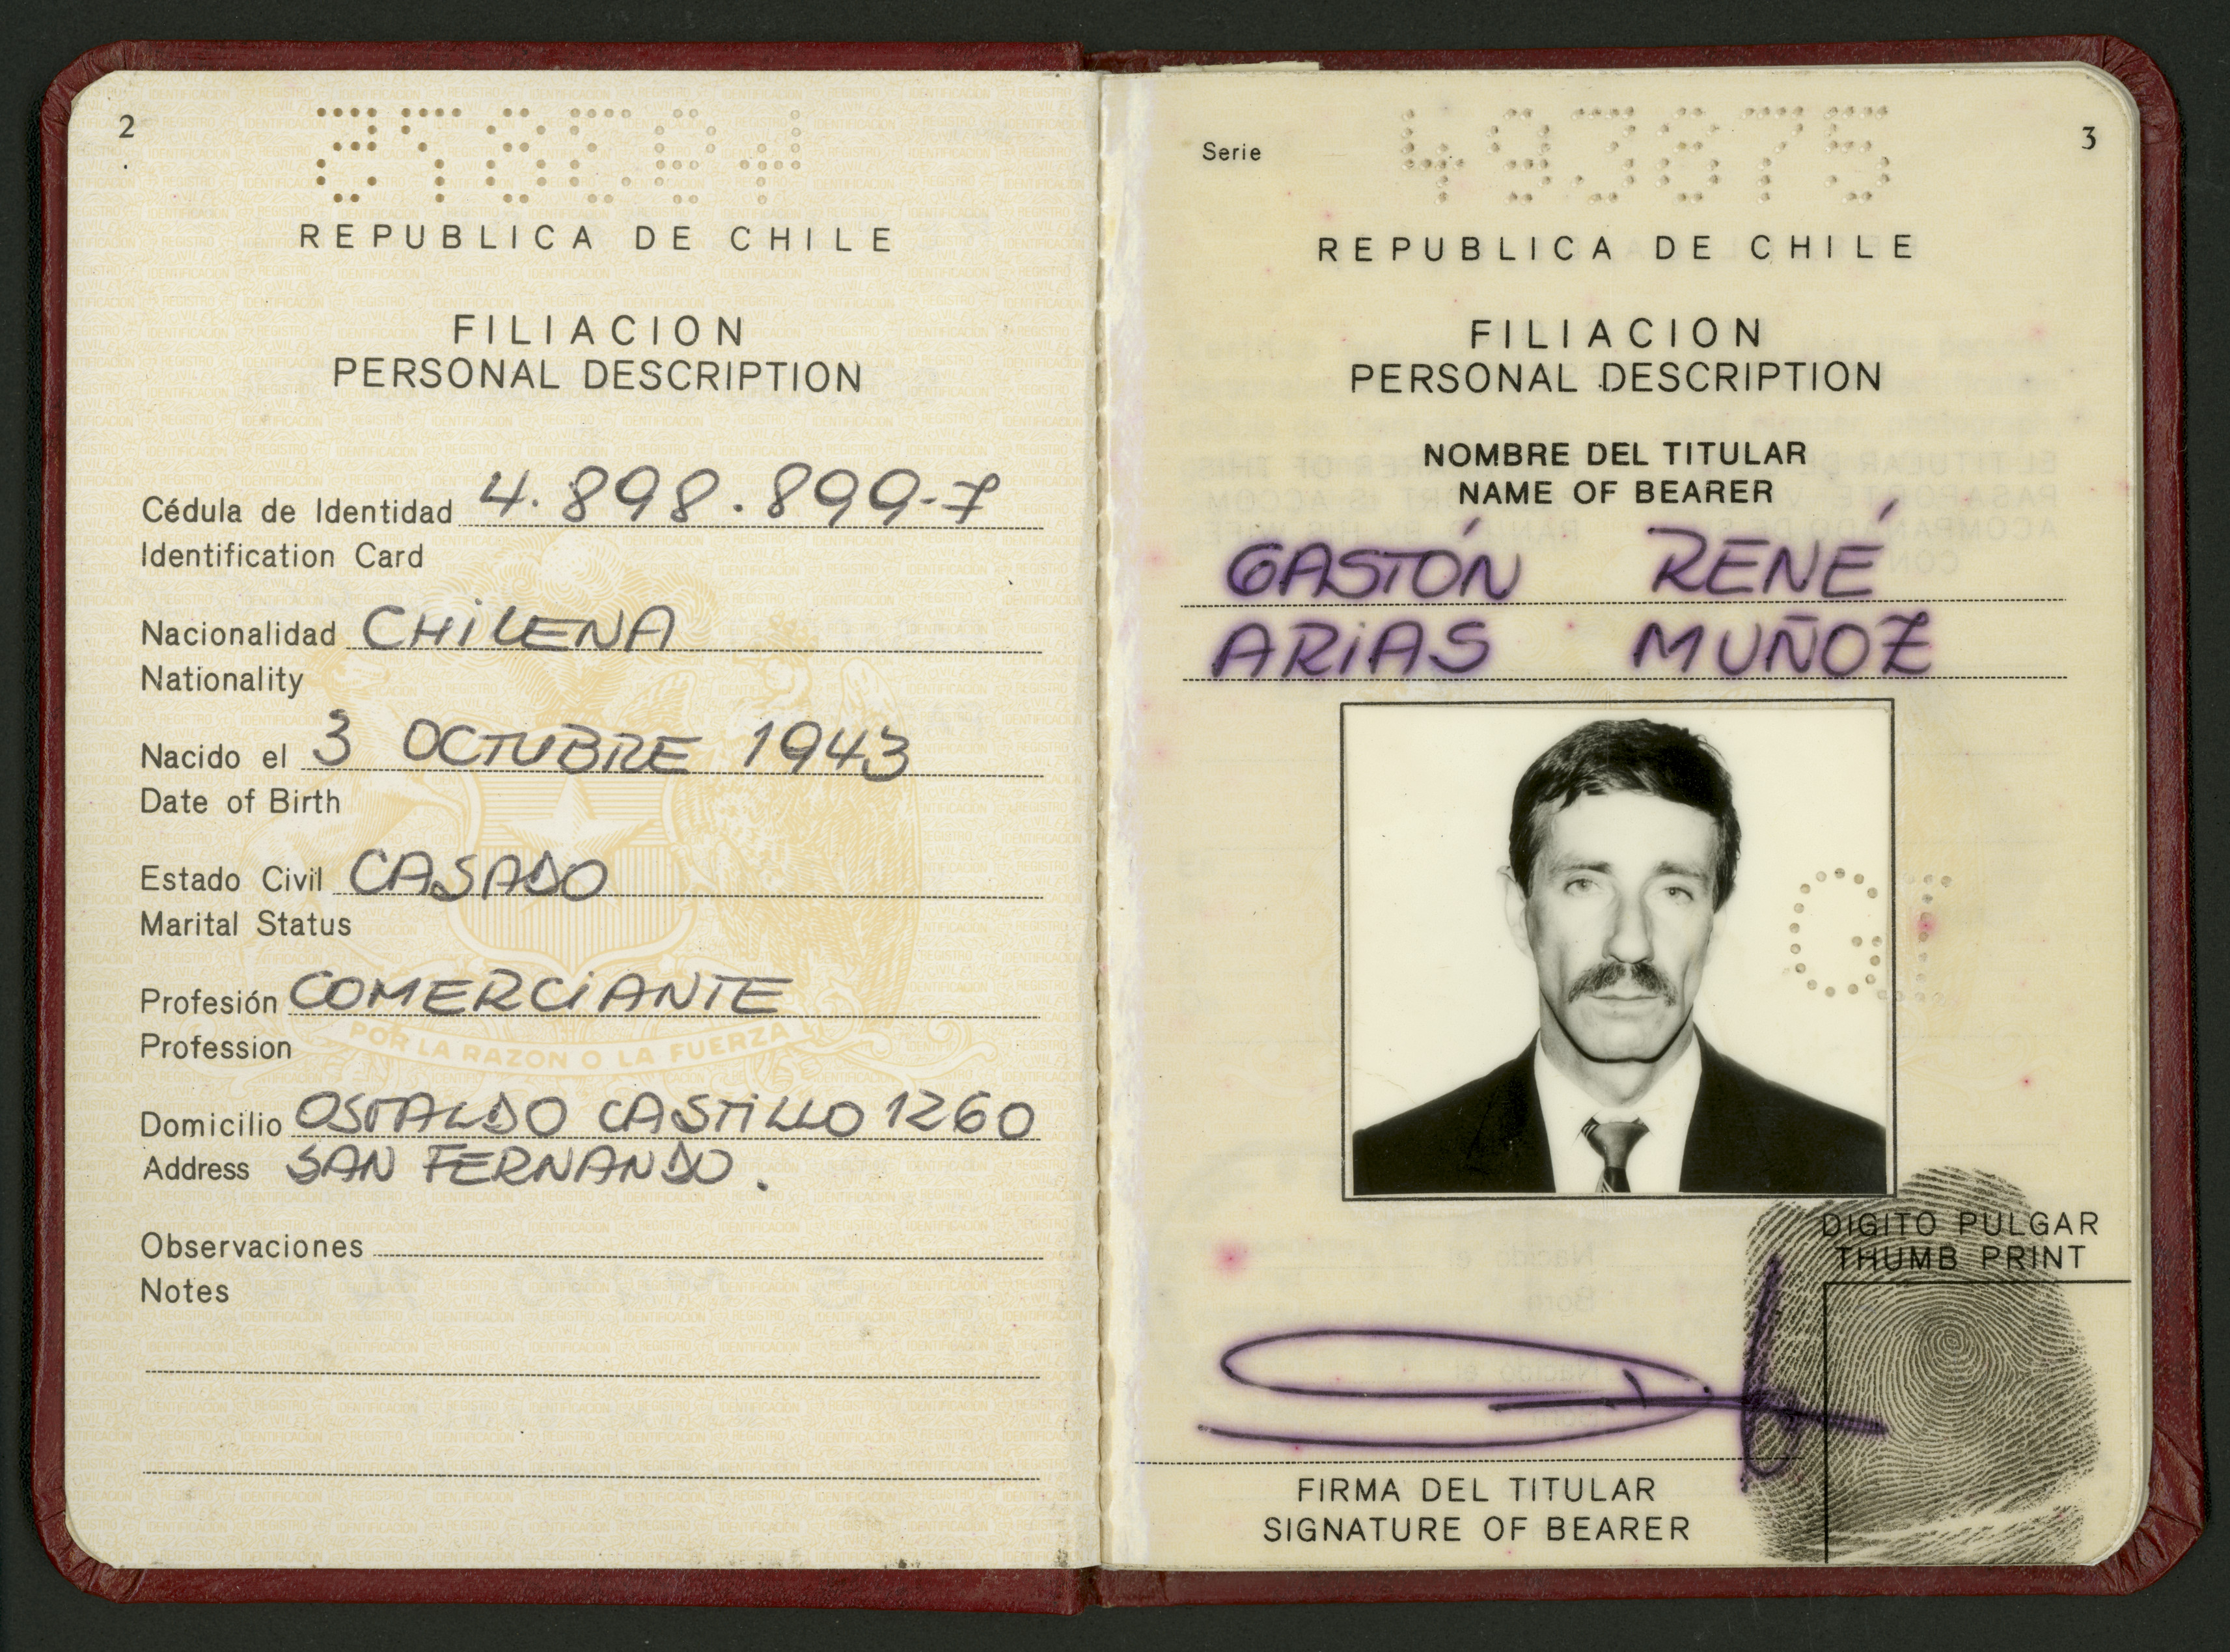 2
REPUBLICA DE CHILE
FILIACION
PERSONAL DESCRIPTION
Cédula de Identidad 4.898.899-7
Identification Card
Nacionalidad CHILENA
Nationality
Nacido el 3 OCTUBRE 1943
Date of Birth
Estado Civil CASADO
Marital Status
Profesión COMERCIANTE
Profession
POR LA RAZON O LA FUERZA
Domicilio OSVALDO CASTILLO 1260
Address SAN FERNANDO.
Observaciones
Notes
Serie 493875
3
REPUBLICA DE CHILE
FILIACION
PERSONAL DESCRIPTION
NOMBRE DEL TITULAR
NAME OF BEARER
GASTÓN RENÉ
ARIAS MUÑOZ
DIGITO PULGAR
THUMB PRINT
FIRMA DEL TITULAR
SIGNATURE OF BEARER